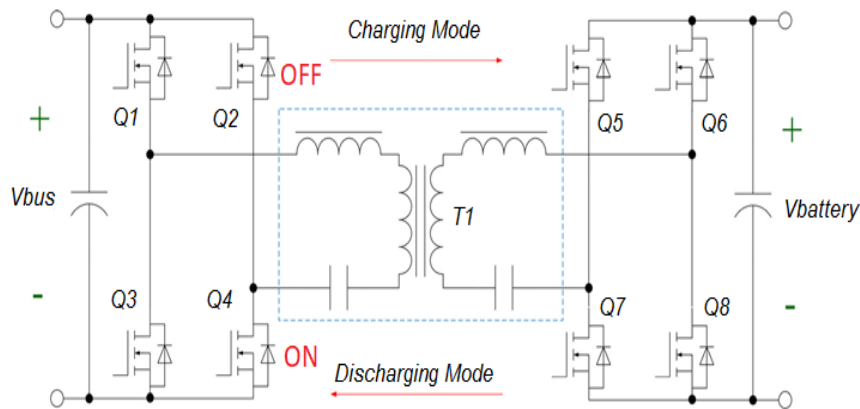 Charging Mode
OFF
Q1
Q2
Q5
Q6
+
+
Vbus
T1
Vbattery
-
-
Q3
Q4
Q7
Q8
ON
Discharging Mode